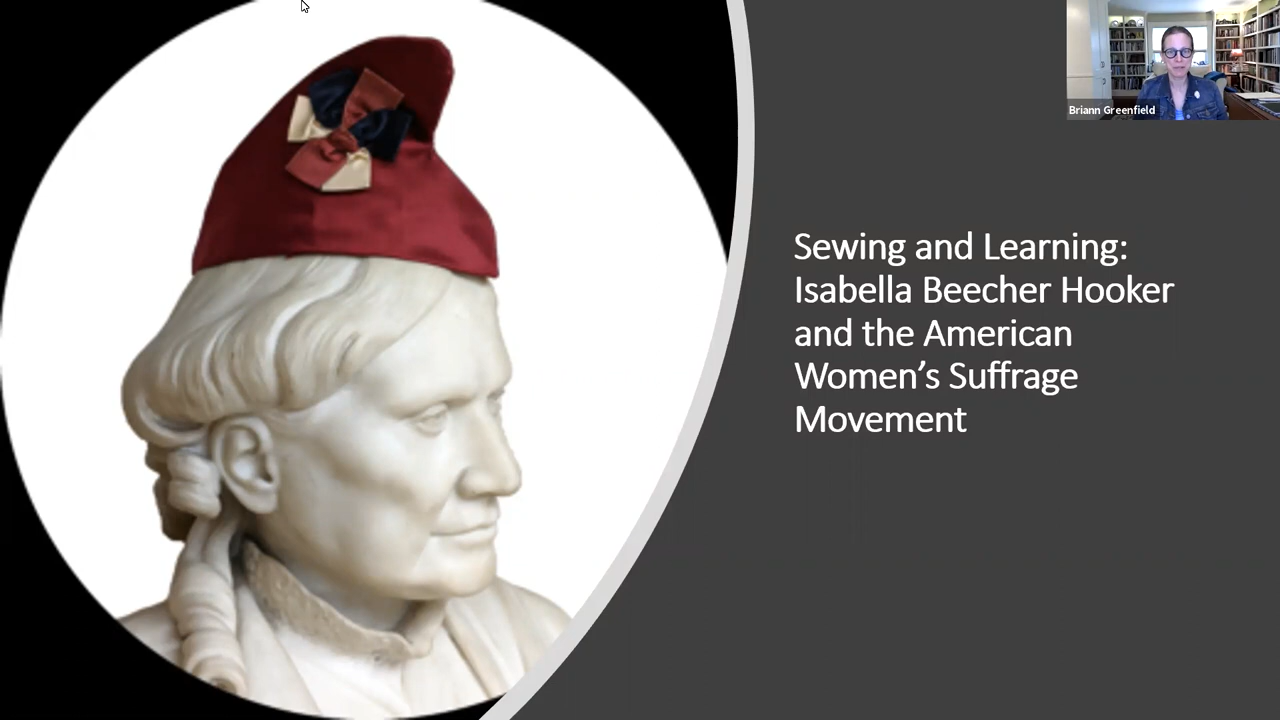 Briann Greenfield
Sewing and Learning:
Isabella Beecher Hooker
and the American
Women's Suffrage
Movement